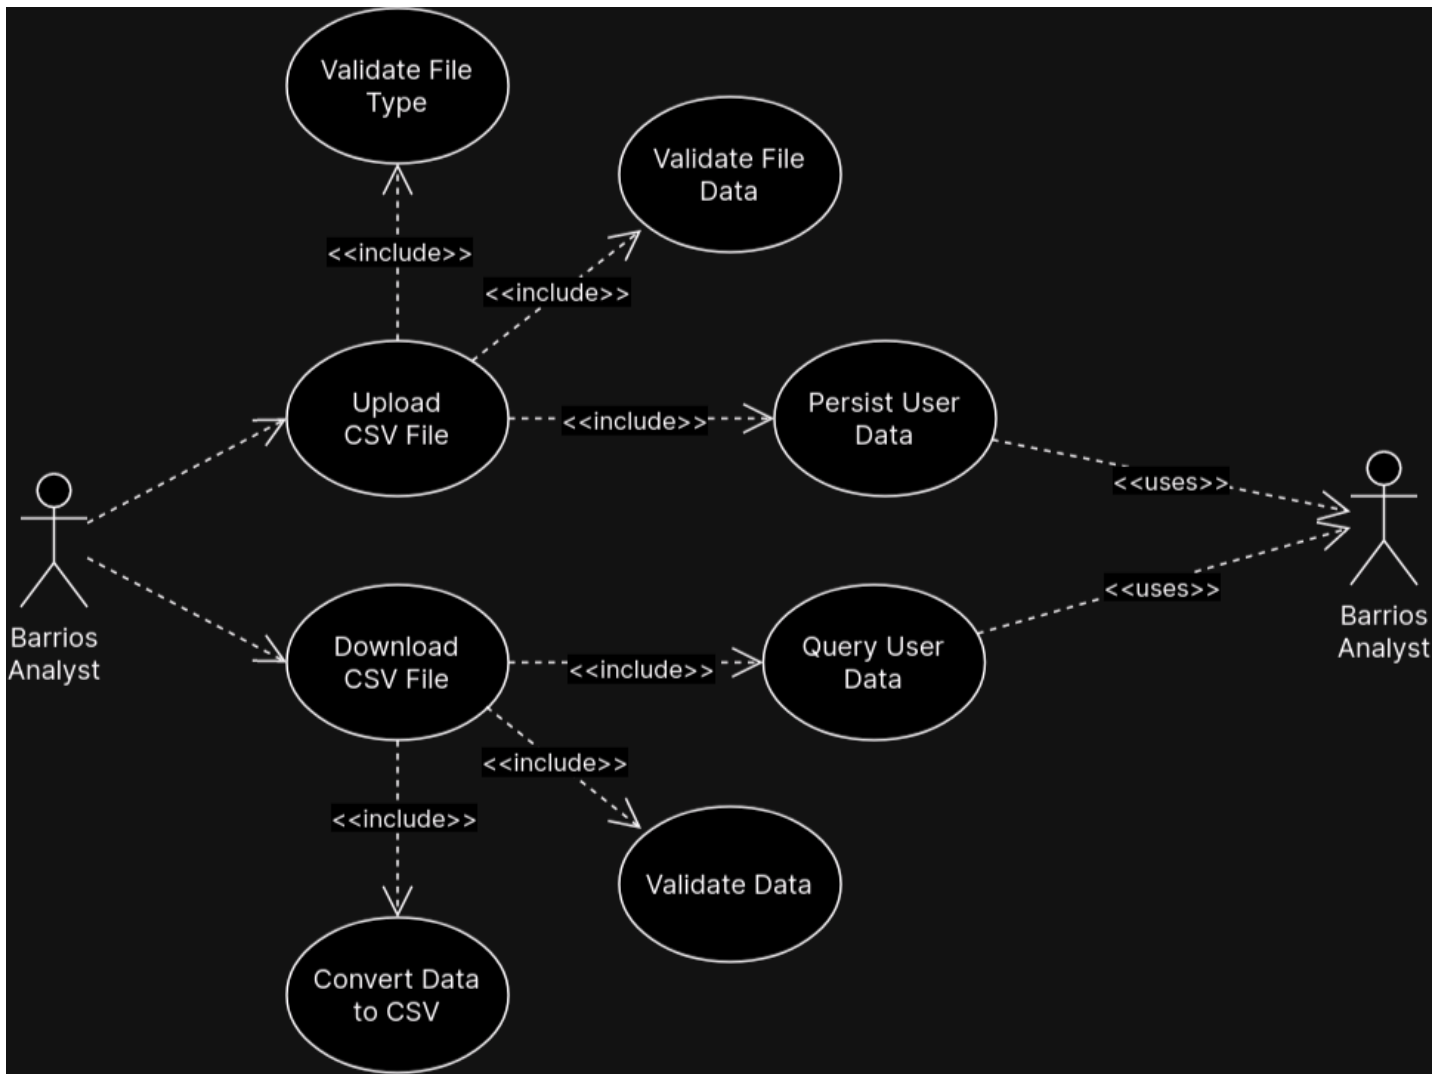 Validate File
Type
Validate File
Data
<<include>>
<<include>>
Upload
CSV File
<<include>>
Persist User
Data
<<uses>>
Barrios
Analyst
Barrios
Analyst
<<uses>>
Download
CSV File
<<include>>
Query User
Data
<<include>>
<<include>>
Validate Data
Convert Data
to CSV